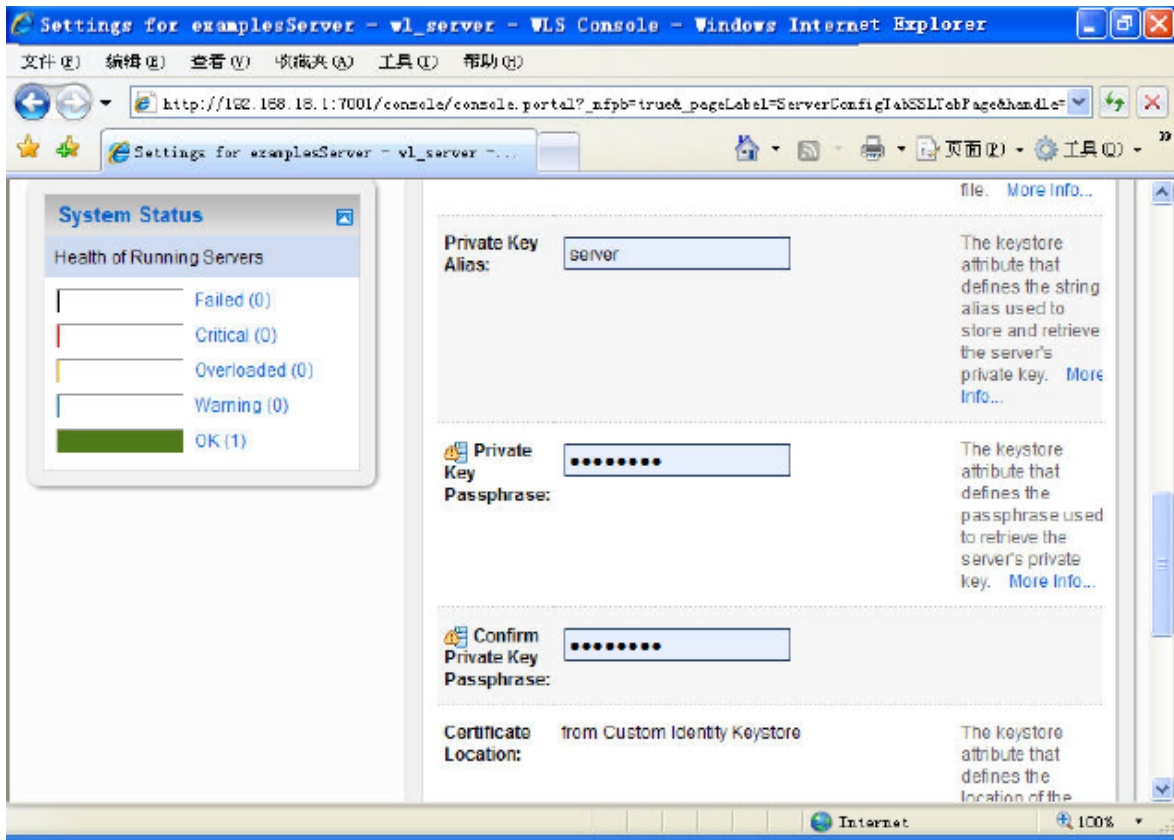 Settings for examplesServer - wl_server - WLS Console - Windows Internet Explorer
文件(F) 编辑(E) 查看(V) 收藏夹(A) 工具(T) 帮助(H)
http://192.168.18.1:7001/console/console.portal?_nfpb=true&_pageLabel=ServerConfigTabSSLTabPage&handle=
Settings for examplesServer - wl_server -...
页面(P) 工具(O) »
file. More Info...
System Status
Health of Running Servers
Failed (0)
Critical (0)
Overloaded (0)
Warning (0)
OK (1)
Private Key
Alias:
server
The keystore
attribute that
defines the string
alias used to
store and retrieve
the server's
private key. More
Info...
Private
Key
Passphrase:
••••••••
The keystore
attribute that
defines the
passphrase used
to retrieve the
server's private
key. More Info...
Confirm
Private Key
Passphrase:
••••••••
Certificate
Location:
from Custom Identity Keystore
The keystore
attribute that
defines the
location of the
Internet
100%